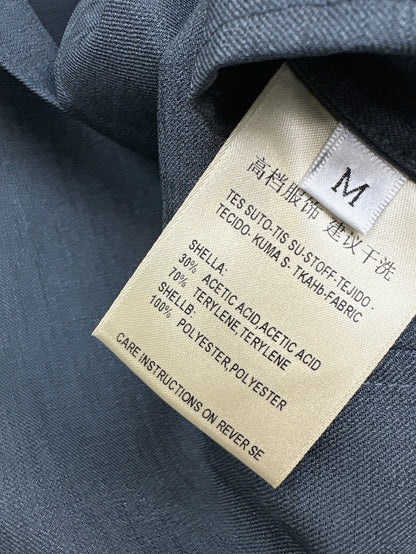 M
高档服饰 建议干洗
TES SUTO-TIS SU-STOFF-TEJIDO-
TECIDO-KUMA S-TKAHb-FABRIC
SHELLA:
30% ACETIC ACID,ACETIC ACID
70% TERYLENE,TERYLENE
SHELLB:
100% POLYESTER,POLYESTER
CARE INSTRUCTIONS ON REVER SE